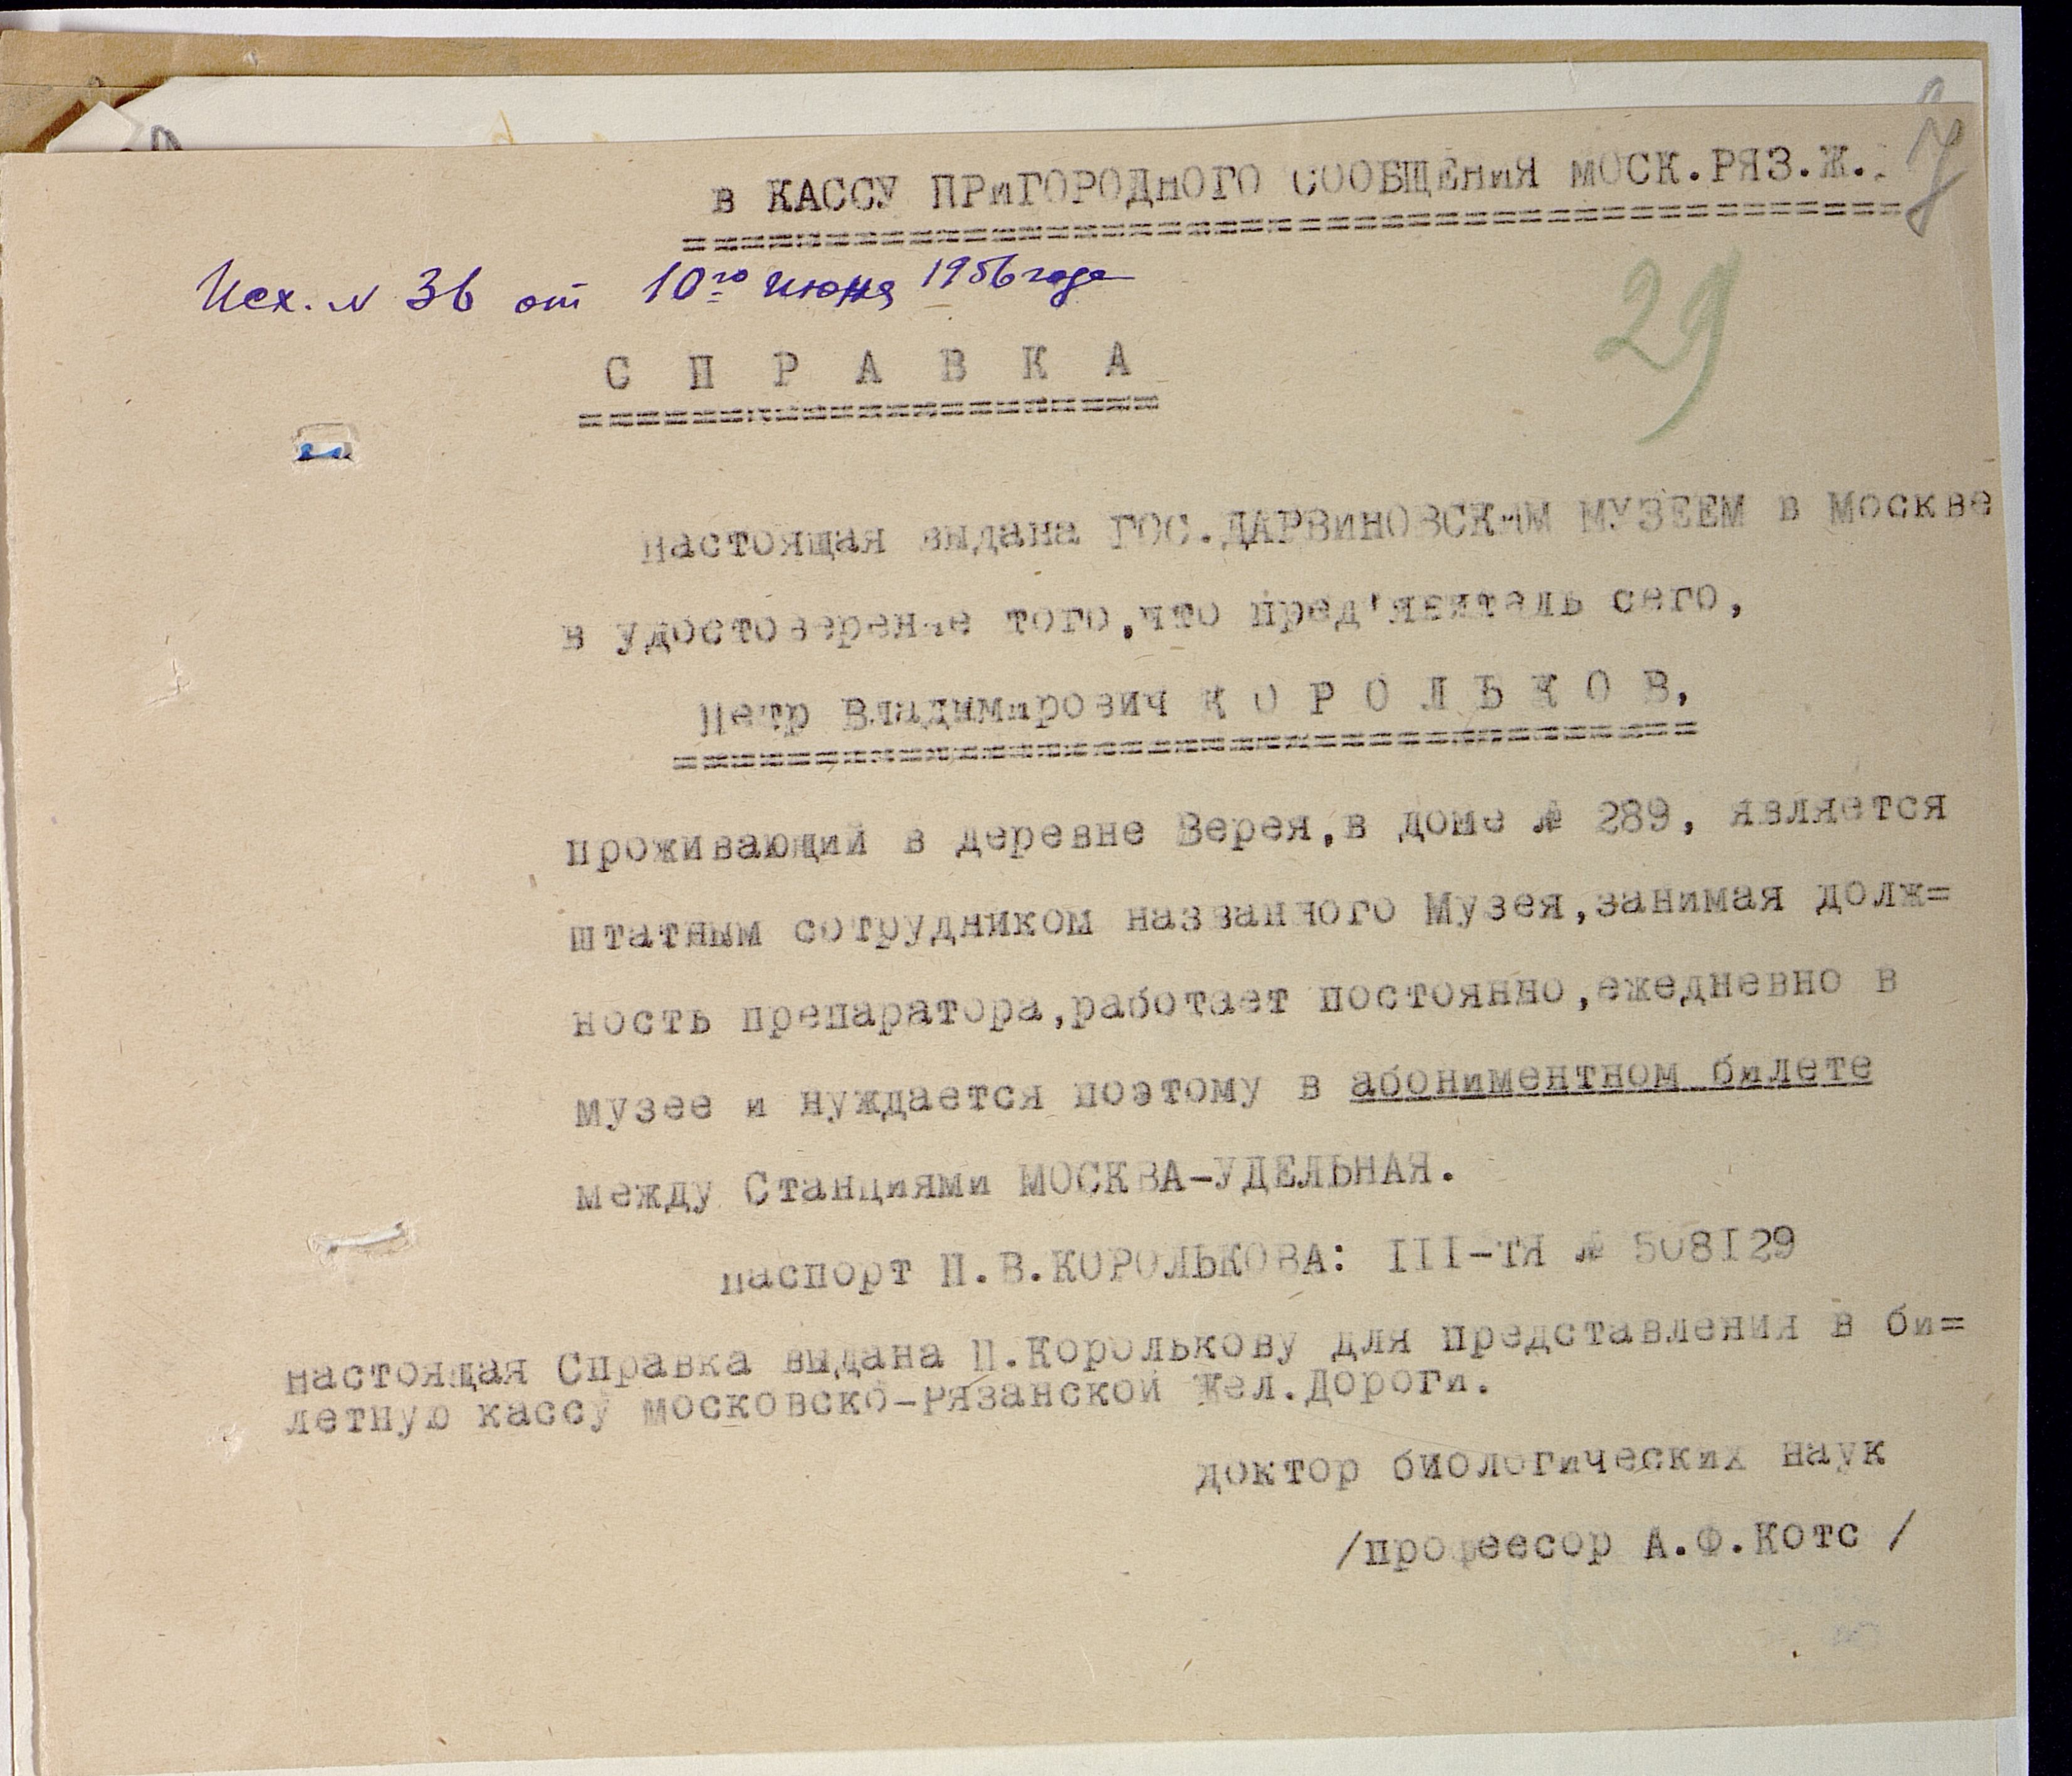 в КАССУ ПРиГОРОДнОГО СООБЩЕНиЯ МОСК.РЯЗ.Ж.
Исх. № 36 от 10го июня 1956 года
29
С П Р А В К А
настоящая выдана ГОС.ДАРВиНОВСКиМ МУЗЕЕМ в Москве
в удостоверение того,что пред'явитель сего,
Петр Владимирович К О Р О Л Ь К О В,
проживающий в деревне Верея,в доме № 289, является
штатным сотрудником названного Музея,занимая долж=
ность препаратора,работает постоянно,ежедневно в
музее и нуждается поэтому в абониментном билете
между Станциями МОСКВА-УДЕЛЬНАЯ.
паспорт П.В.КОРОЛЬКОВА: III-ТЯ № 508I29
настоящая Справка выдана П.Королькову для представления в би=
летную кассу московско-Рязанской Жел.Дороги.
доктор биологических наук
/профеесор А.Ф.Котс /